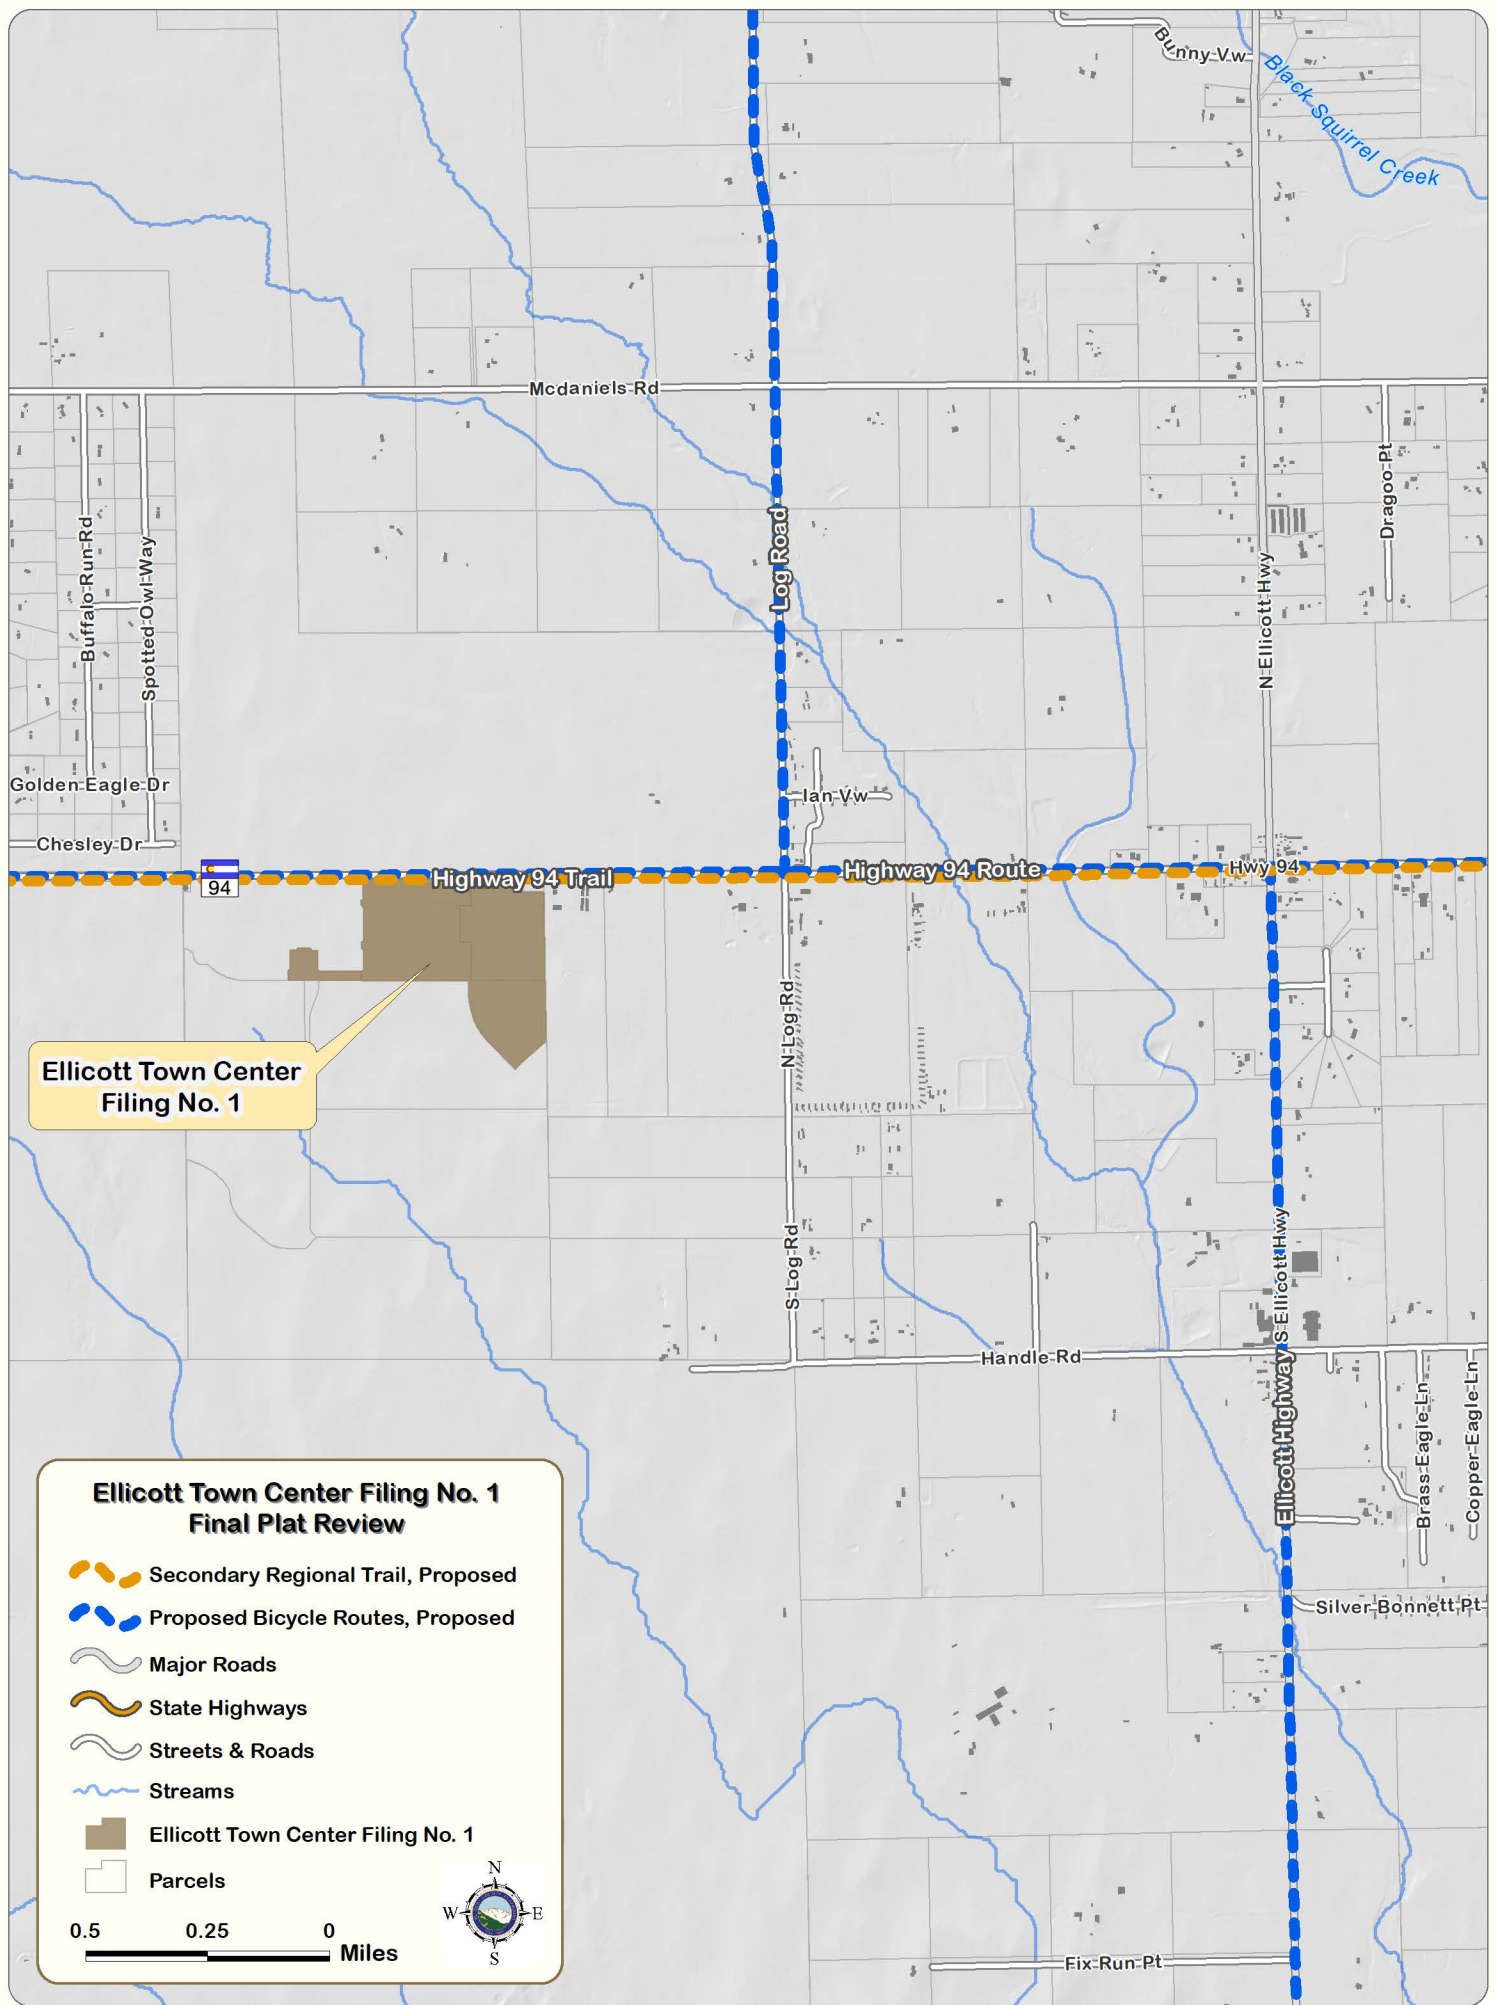 Bunny Vw
Black Squirrel Creek
Mcdaniels Rd
Buffalo Run Rd
Spotted Owl Way
Log Road
N Ellicott Hwy
Dragoo Pt
Golden Eagle Dr
Ian Vw
Chesley Dr
94
Highway 94 Trail
Highway 94 Route
Hwy 94
N Log Rd
Ellicott Town Center
Filing No. 1
S Log Rd
S Ellicott Hwy
Handle Rd
Ellicott Highway
Brass Eagle Ln
Copper Eagle Ln
Silver Bonnett Pt
Fix Run Pt
Ellicott Town Center Filing No. 1
Final Plat Review
Secondary Regional Trail, Proposed
Proposed Bicycle Routes, Proposed
Major Roads
State Highways
Streets & Roads
Streams
Ellicott Town Center Filing No. 1
Parcels
N
W E
S
0.5 0.25 0
Miles